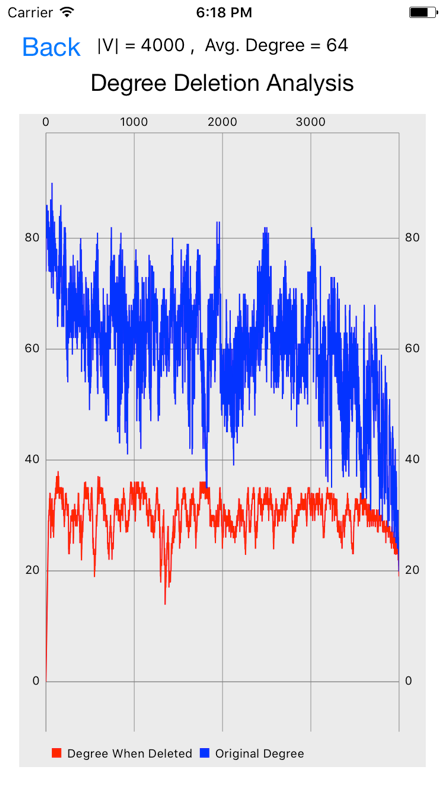 Carrier 6:18 PM
Back |V| = 4000 , Avg. Degree = 64
Degree Deletion Analysis
0 1000 2000 3000
80 80
60 60
40 40
20 20
0 0
Degree When Deleted Original Degree